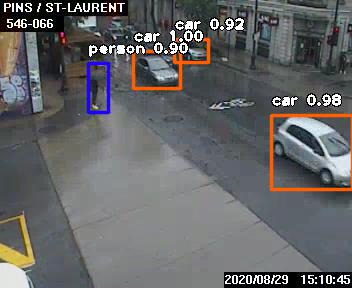 PINS / ST-LAURENT
546-066
car 0.92
car 1.00
person 0.90
car 0.98
2020/08/29 15:10:45